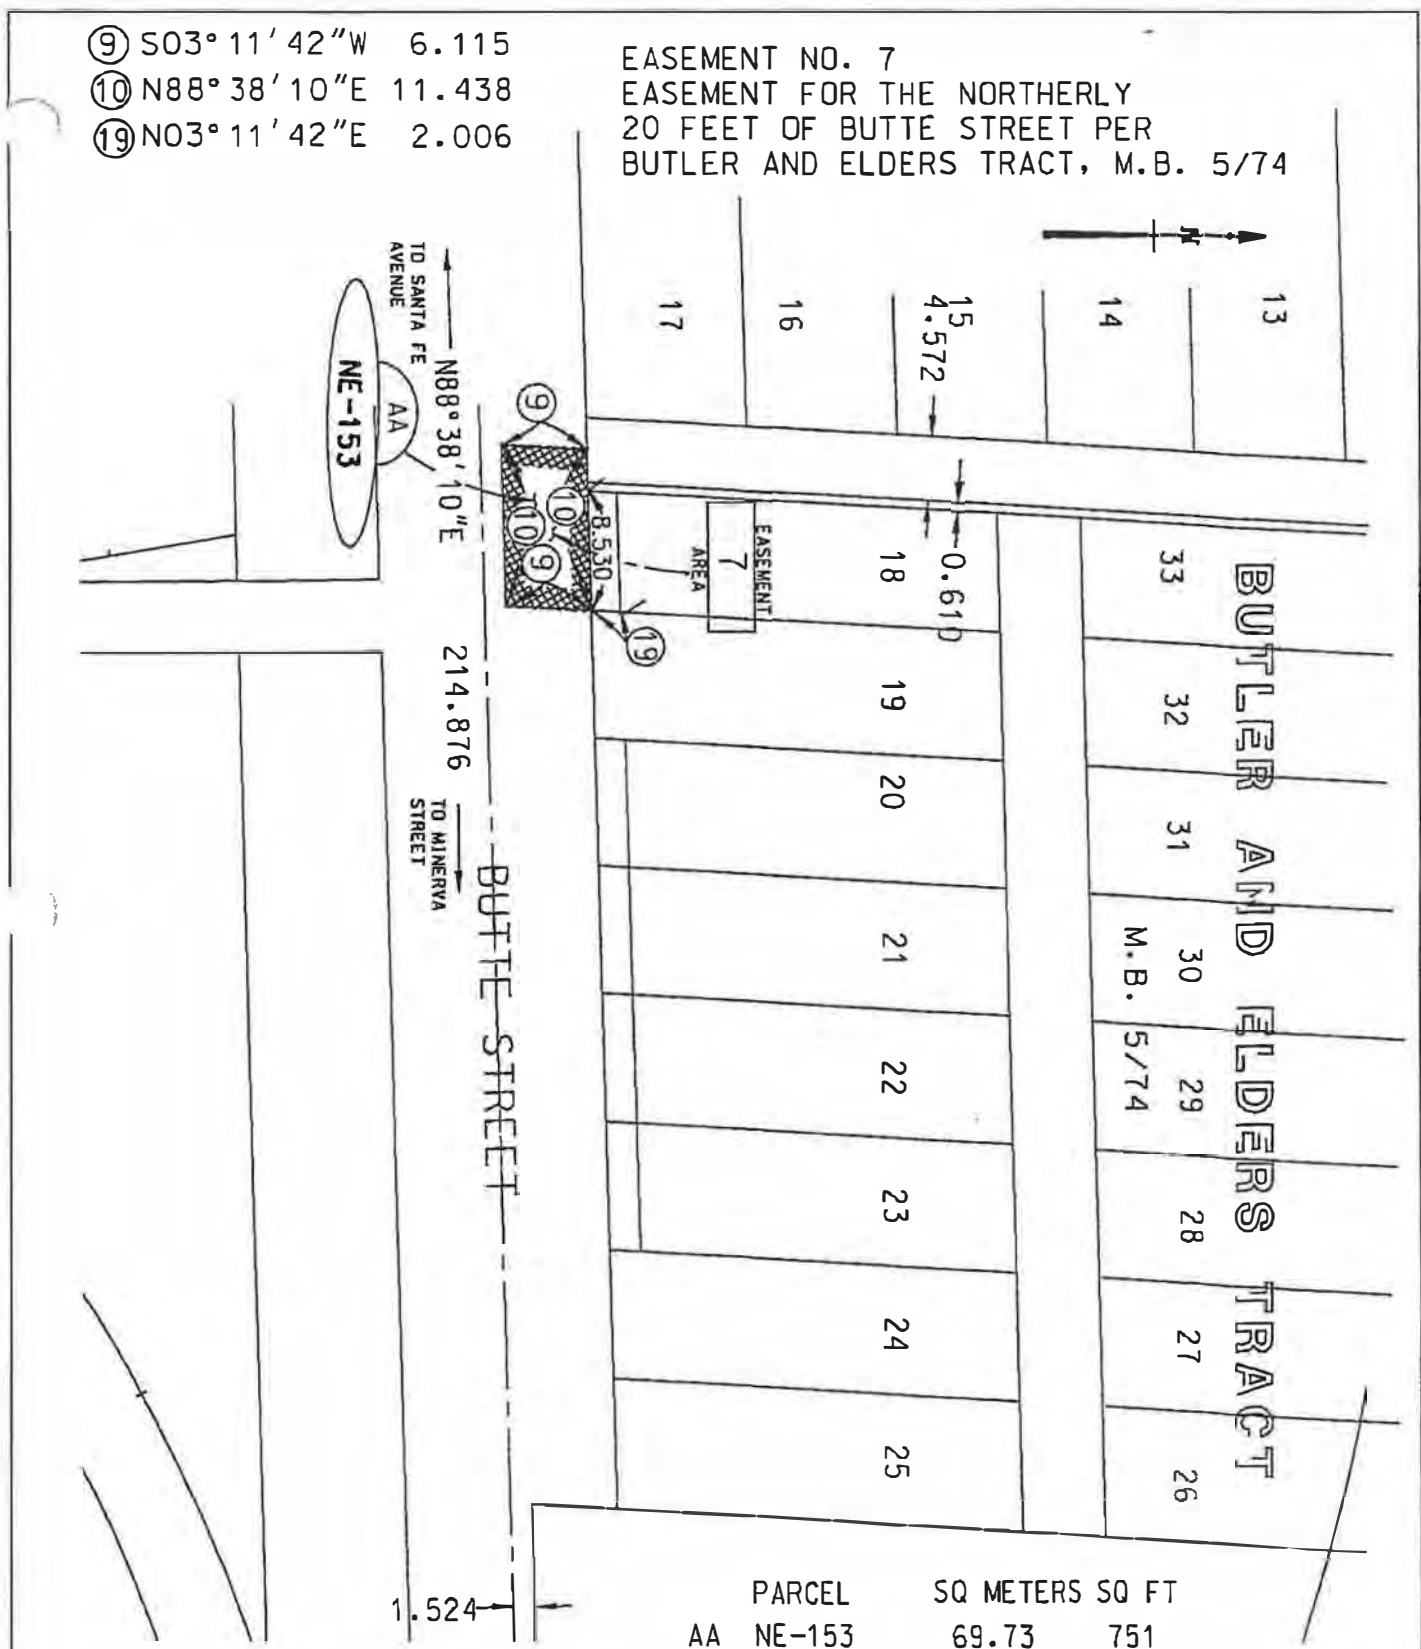 ⑨ S03°11'42"W 6.115
⑩ N88°38'10"E 11.438
⑲ N03°11'42"E 2.006
EASEMENT NO. 7
EASEMENT FOR THE NORTHERLY
20 FEET OF BUTTE STREET PER
BUTLER AND ELDERS TRACT, M.B. 5/74
N
13
14
15
4.572
16
17
TO SANTA FE
AVENUE
N88°38'10"E
NE-153
AA
⑨
⑩
⑩
⑨
8.530
⑲
EASEMENT
7
AREA
0.610
18
19
20
21
22
23
24
25
33
32
31
30
29
28
27
26
BUTLER AND ELDERS TRACT
M.B. 5/74
214.876
TO MINERVA
STREET
BUTTE STREET
1.524
PARCEL SQ METERS SQ FT
AA NE-153 69.73 751